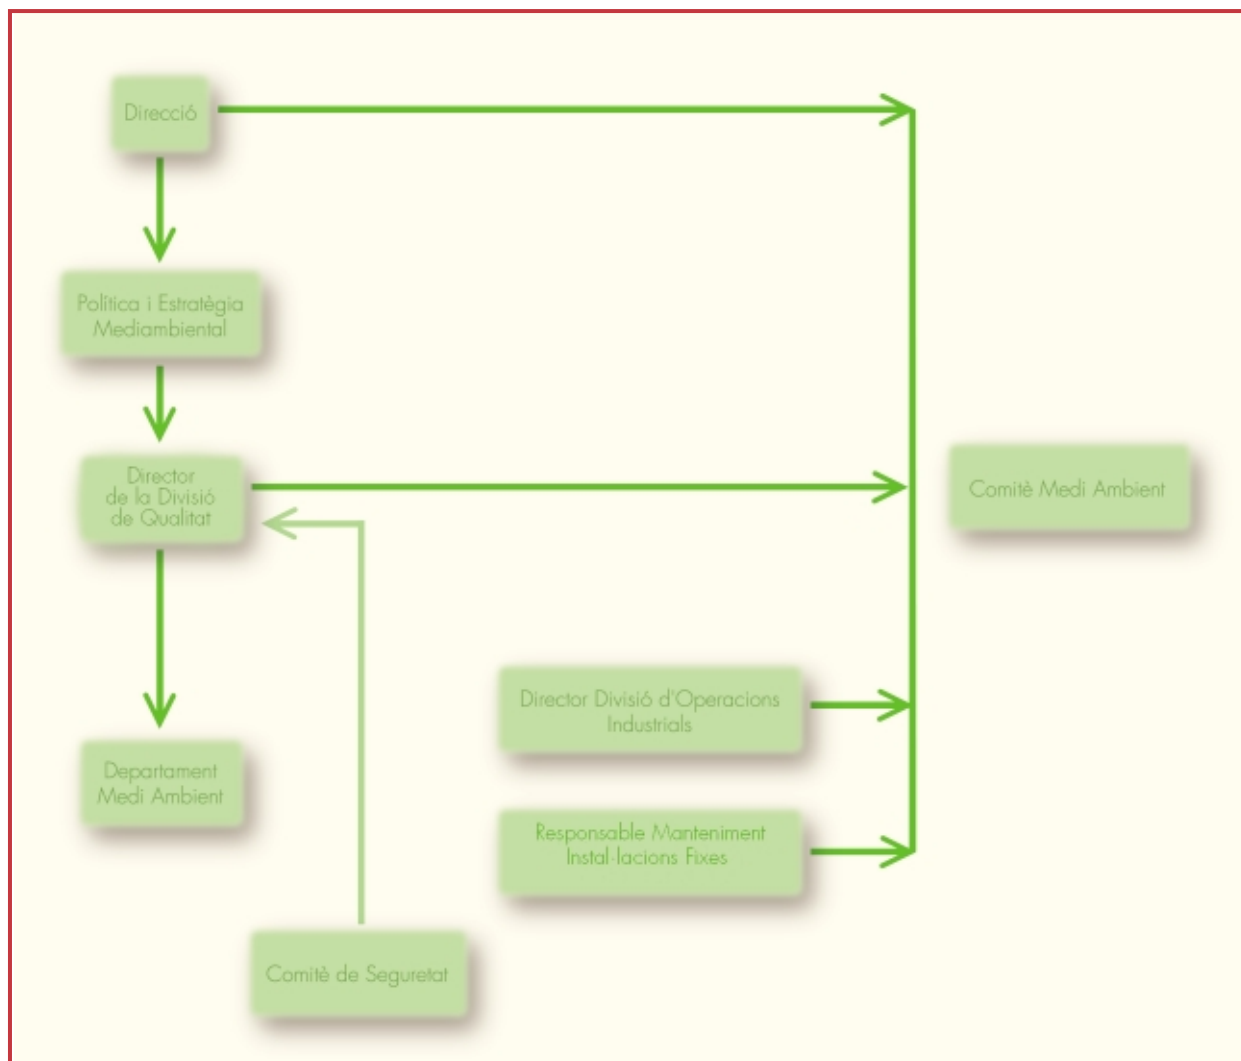 Direcció
Política i Estratègia
Mediambiental
Director
de la Divisió
de Qualitat
Comitè Medi Ambient
Director Divisió d'Operacions
Industrials
Departament
Medi Ambient
Responsable Manteniment
Instal·lacions Fixes
Comitè de Seguretat